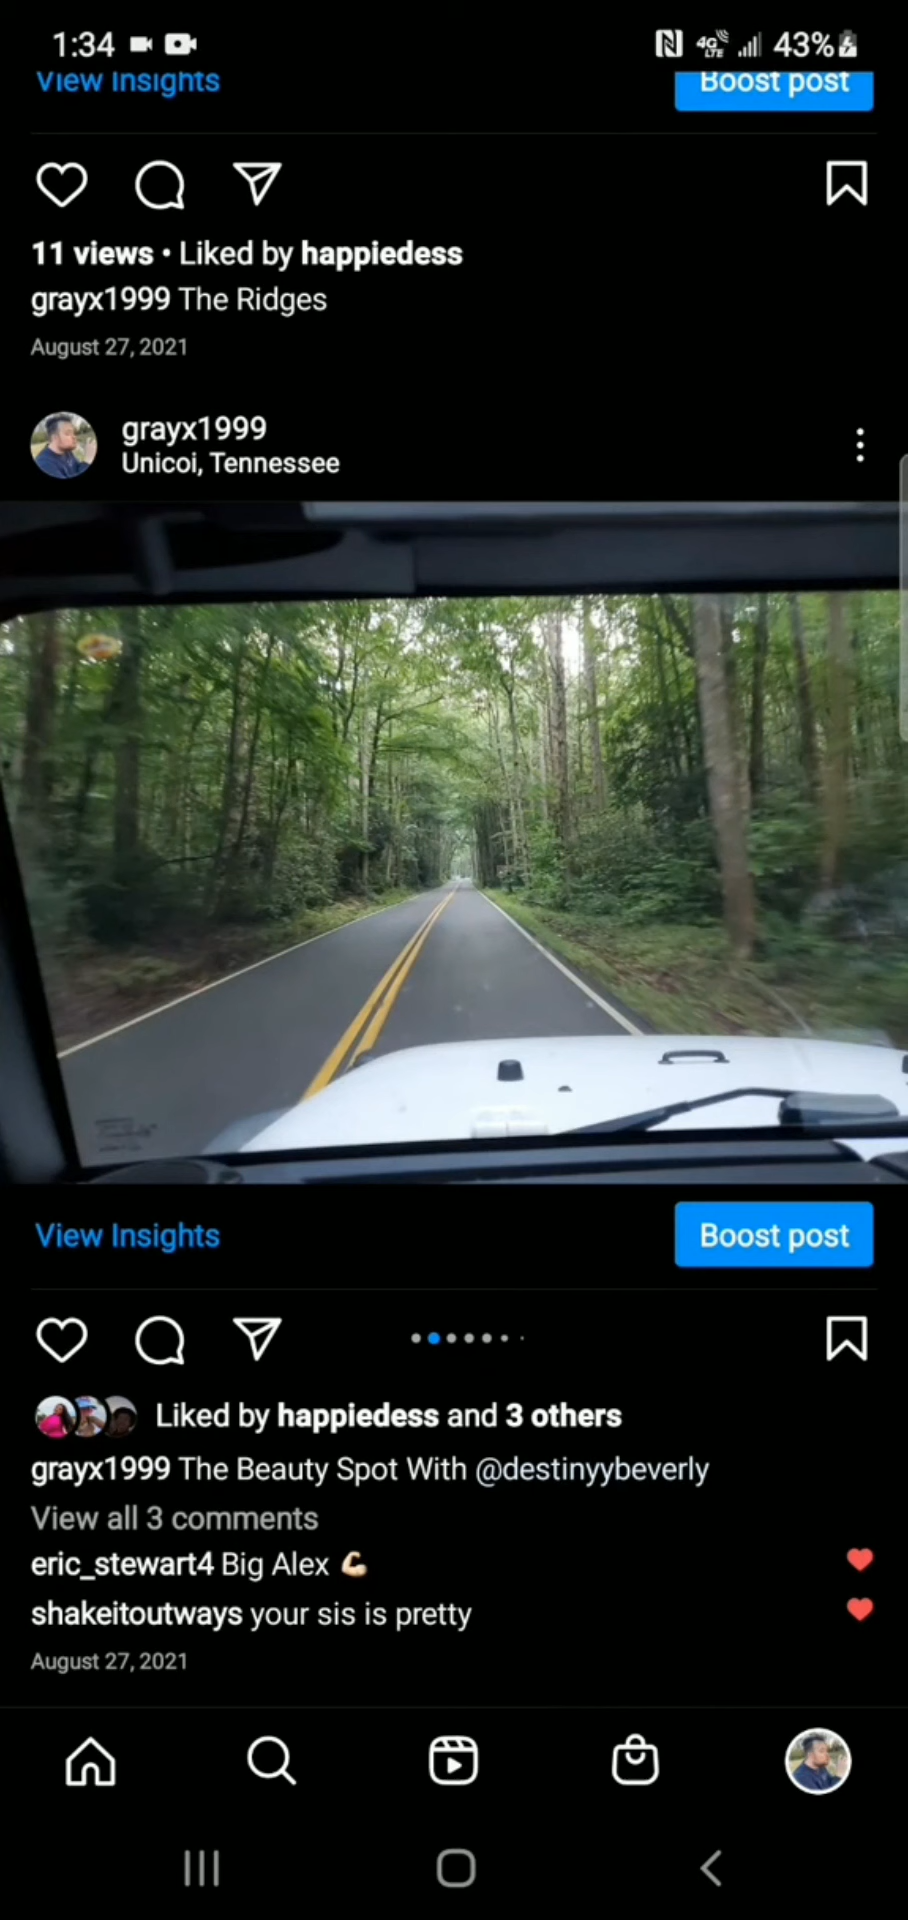 1:34 4G LTE 43%
View Insights Boost post
11 views • Liked by happiedess
grayx1999 The Ridges
August 27, 2021
grayx1999
Unicoi, Tennessee
View Insights Boost post
Liked by happiedess and 3 others
grayx1999 The Beauty Spot With @destinyybeverly
View all 3 comments
eric_stewart4 Big Alex 💪🏻
shakeitoutways your sis is pretty
August 27, 2021